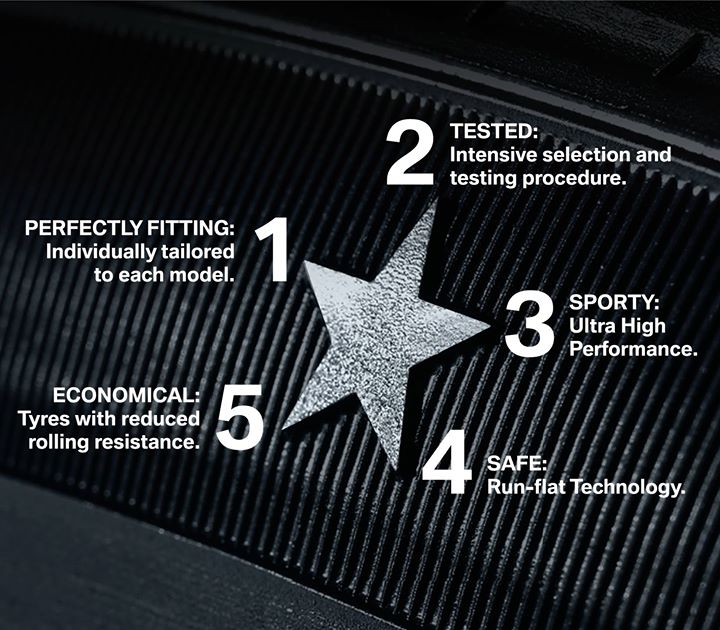 1
PERFECTLY FITTING:
Individually tailored
to each model.
2
TESTED:
Intensive selection and
testing procedure.
3
SPORTY:
Ultra High
Performance.
4
SAFE:
Run-flat Technology.
5
ECONOMICAL:
Tyres with reduced
rolling resistance.